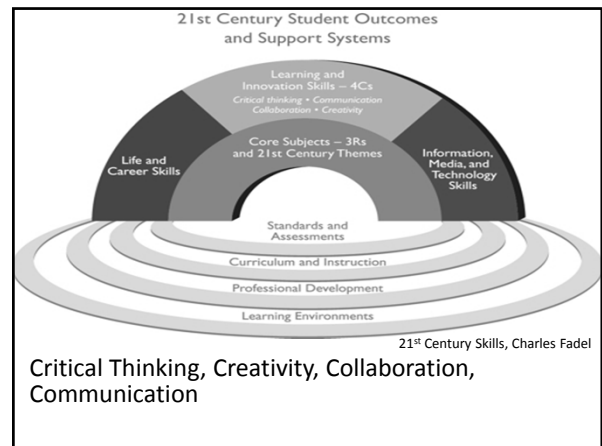 21st Century Student Outcomes
and Support Systems
Learning and
Innovation Skills – 4Cs
Critical thinking • Communication
Collaboration • Creativity
Core Subjects – 3Rs
and 21st Century Themes
Life and
Career Skills
Information,
Media, and
Technology
Skills
Standards and
Assessments
Curriculum and Instruction
Professional Development
Learning Environments
21st Century Skills, Charles Fadel
Critical Thinking, Creativity, Collaboration,
Communication